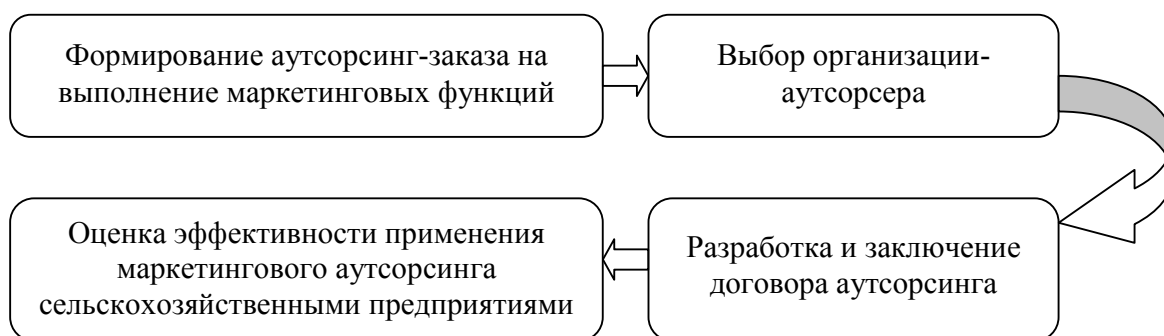 Формирование аутсорсинг-заказа на
выполнение маркетинговых функций
Выбор организации-
аутсорсера
Разработка и заключение
договора аутсорсинга
Оценка эффективности применения
маркетингового аутсорсинга
сельскохозяйственными предприятиями